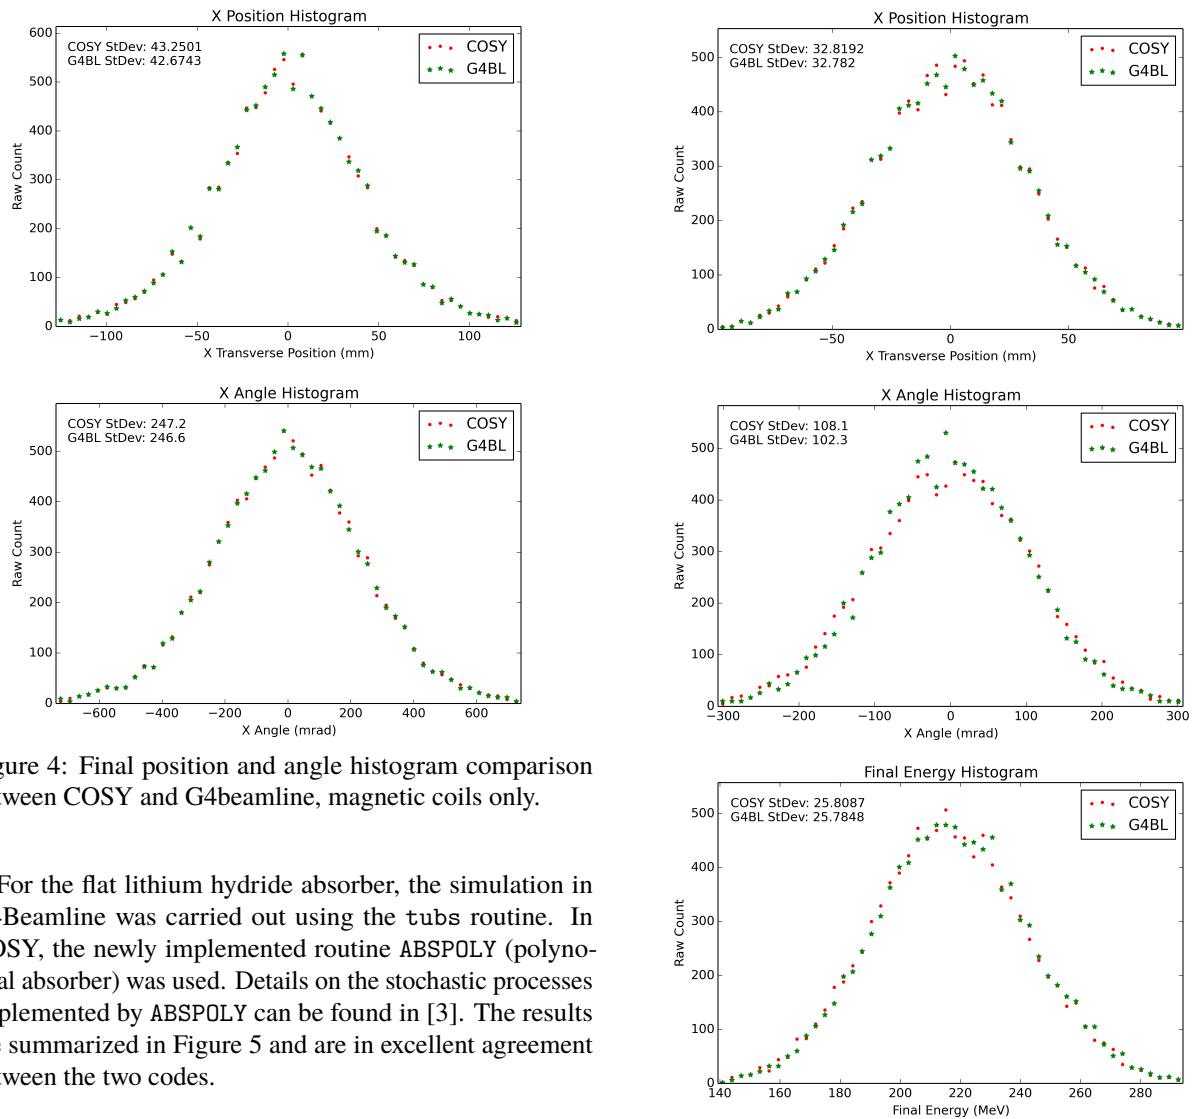 X Position Histogram
COSY StDev: 43.2501
G4BL StDev: 42.6743
COSY
G4BL
600
500
400
300
200
100
0
Raw Count
−100
−50
0
50
100
X Transverse Position (mm)
X Angle Histogram
COSY StDev: 247.2
G4BL StDev: 246.6
COSY
G4BL
500
400
300
200
100
0
Raw Count
−600
−400
−200
0
200
400
600
X Angle (mrad)
gure 4: Final position and angle histogram comparison
tween COSY and G4beamline, magnetic coils only.
For the flat lithium hydride absorber, the simulation in
-Beamline was carried out using the tubs routine. In
OSY, the newly implemented routine ABSPOLY (polyno-
al absorber) was used. Details on the stochastic processes
plemented by ABSPOLY can be found in [3]. The results
e summarized in Figure 5 and are in excellent agreement
tween the two codes.
X Position Histogram
COSY StDev: 32.8192
G4BL StDev: 32.782
COSY
G4BL
500
400
300
200
100
0
Raw Count
−50
0
50
X Transverse Position (mm)
X Angle Histogram
COSY StDev: 108.1
G4BL StDev: 102.3
COSY
G4BL
500
400
300
200
100
0
Raw Count
−300
−200
−100
0
100
200
300
X Angle (mrad)
Final Energy Histogram
COSY StDev: 25.8087
G4BL StDev: 25.7848
COSY
G4BL
500
400
300
200
100
0
Raw Count
140
160
180
200
220
240
260
280
Final Energy (MeV)